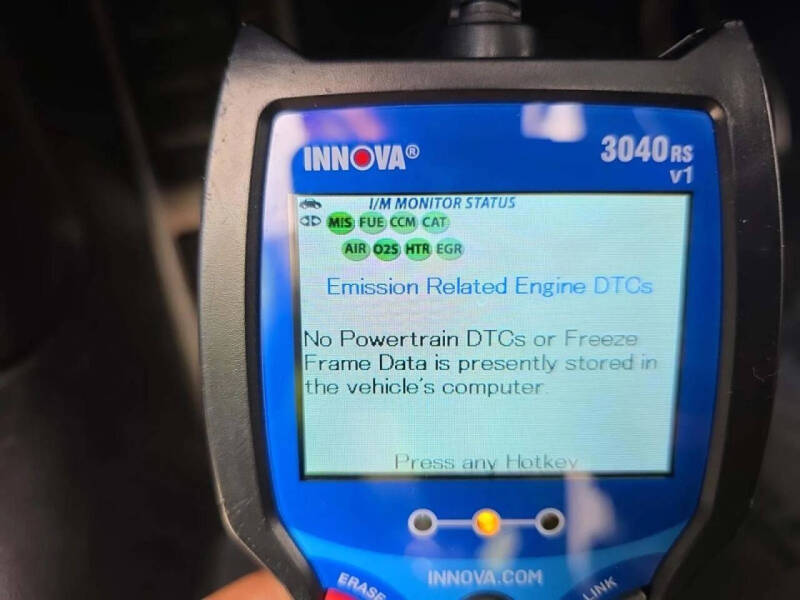 INNOVA®
3040RS
v1
I/M MONITOR STATUS
MIS FUE CCM CAT
AIR O2S HTR EGR
Emission Related Engine DTCs
No Powertrain DTCs or Freeze
Frame Data is presently stored in
the vehicle's computer.
Press any Hotkey
INNOVA.COM
ERASE
LINK